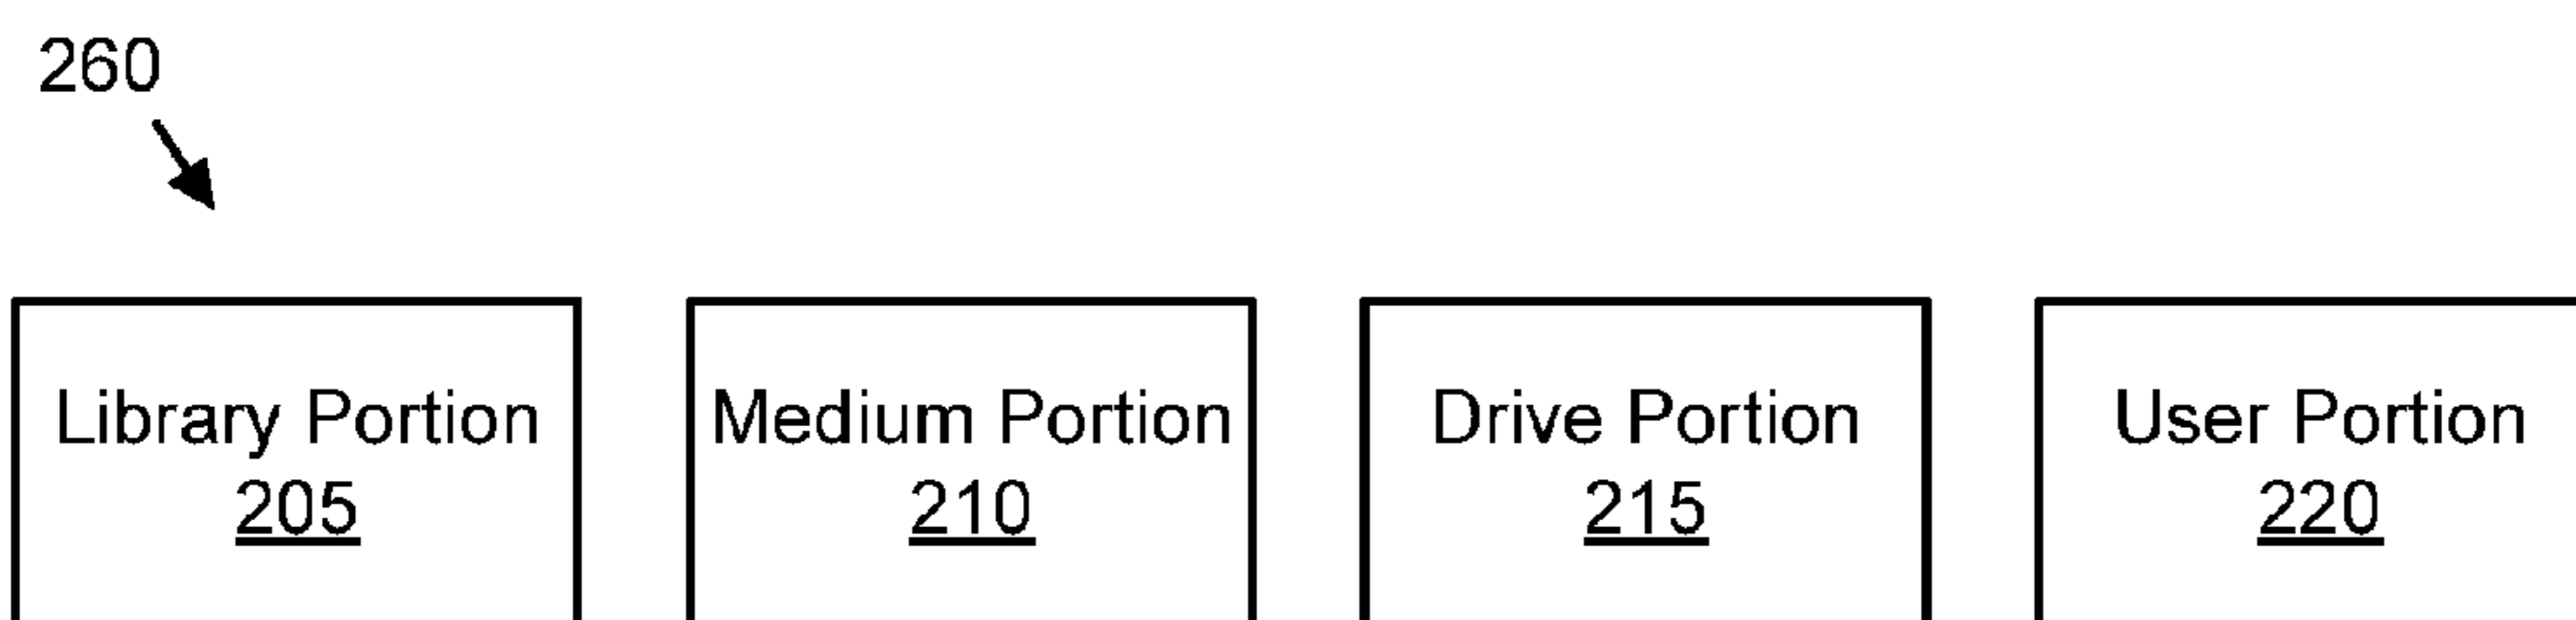 260
Library Portion
205
Medium Portion
210
Drive Portion
215
User Portion
220